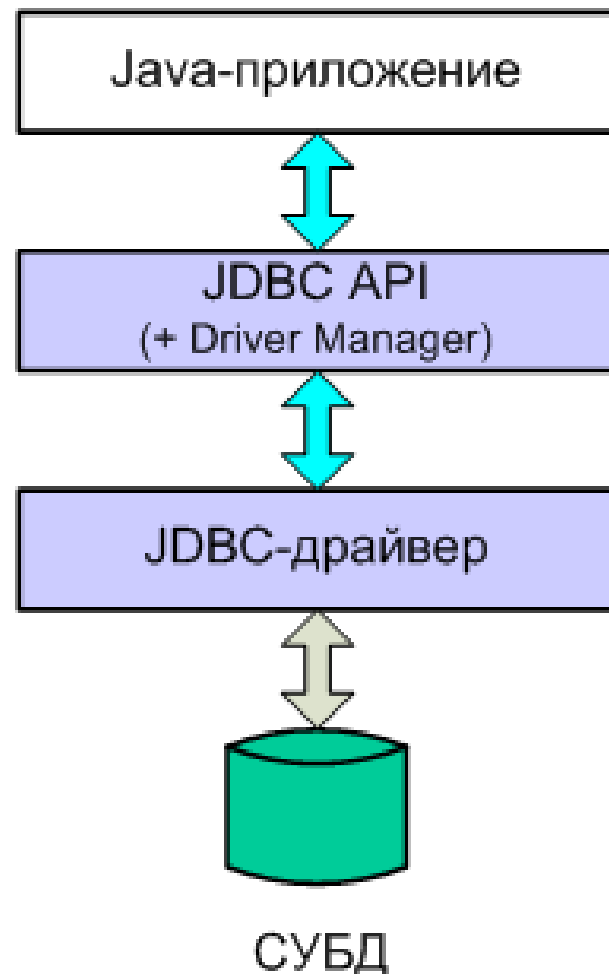 Java-приложение
JDBC API
(+ Driver Manager)
JDBC-драйвер
СУБД